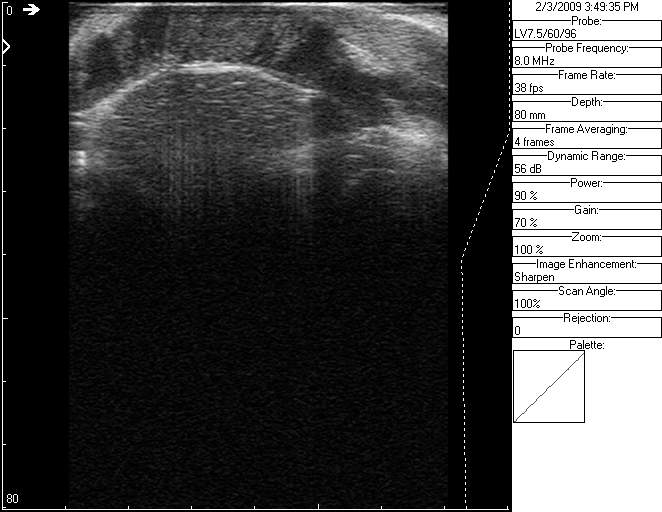 0
80
2/3/2009 3:49:35 PM
Probe:
LV7.5/60/96
Probe Frequency:
8.0 MHz
Frame Rate:
38 fps
Depth:
80 mm
Frame Averaging:
4 frames
Dynamic Range:
56 dB
Power:
90 %
Gain:
70 %
Zoom:
100 %
Image Enhancement:
Sharpen
Scan Angle:
100%
Rejection:
0
Palette: